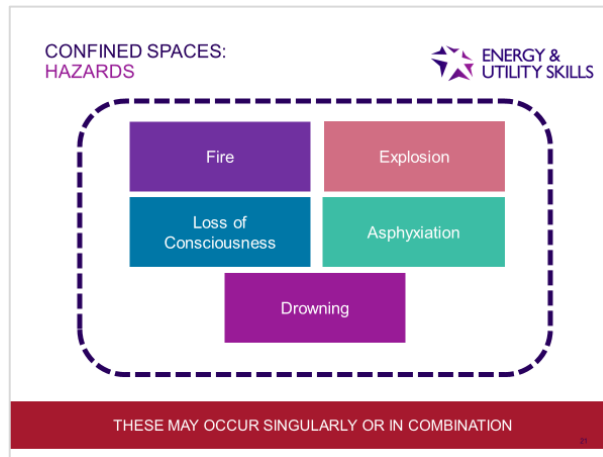 CONFINED SPACES:
HAZARDS
ENERGY &
UTILITY SKILLS
Fire
Explosion
Loss of
Consciousness
Asphyxiation
Drowning
THESE MAY OCCUR SINGULARLY OR IN COMBINATION
21